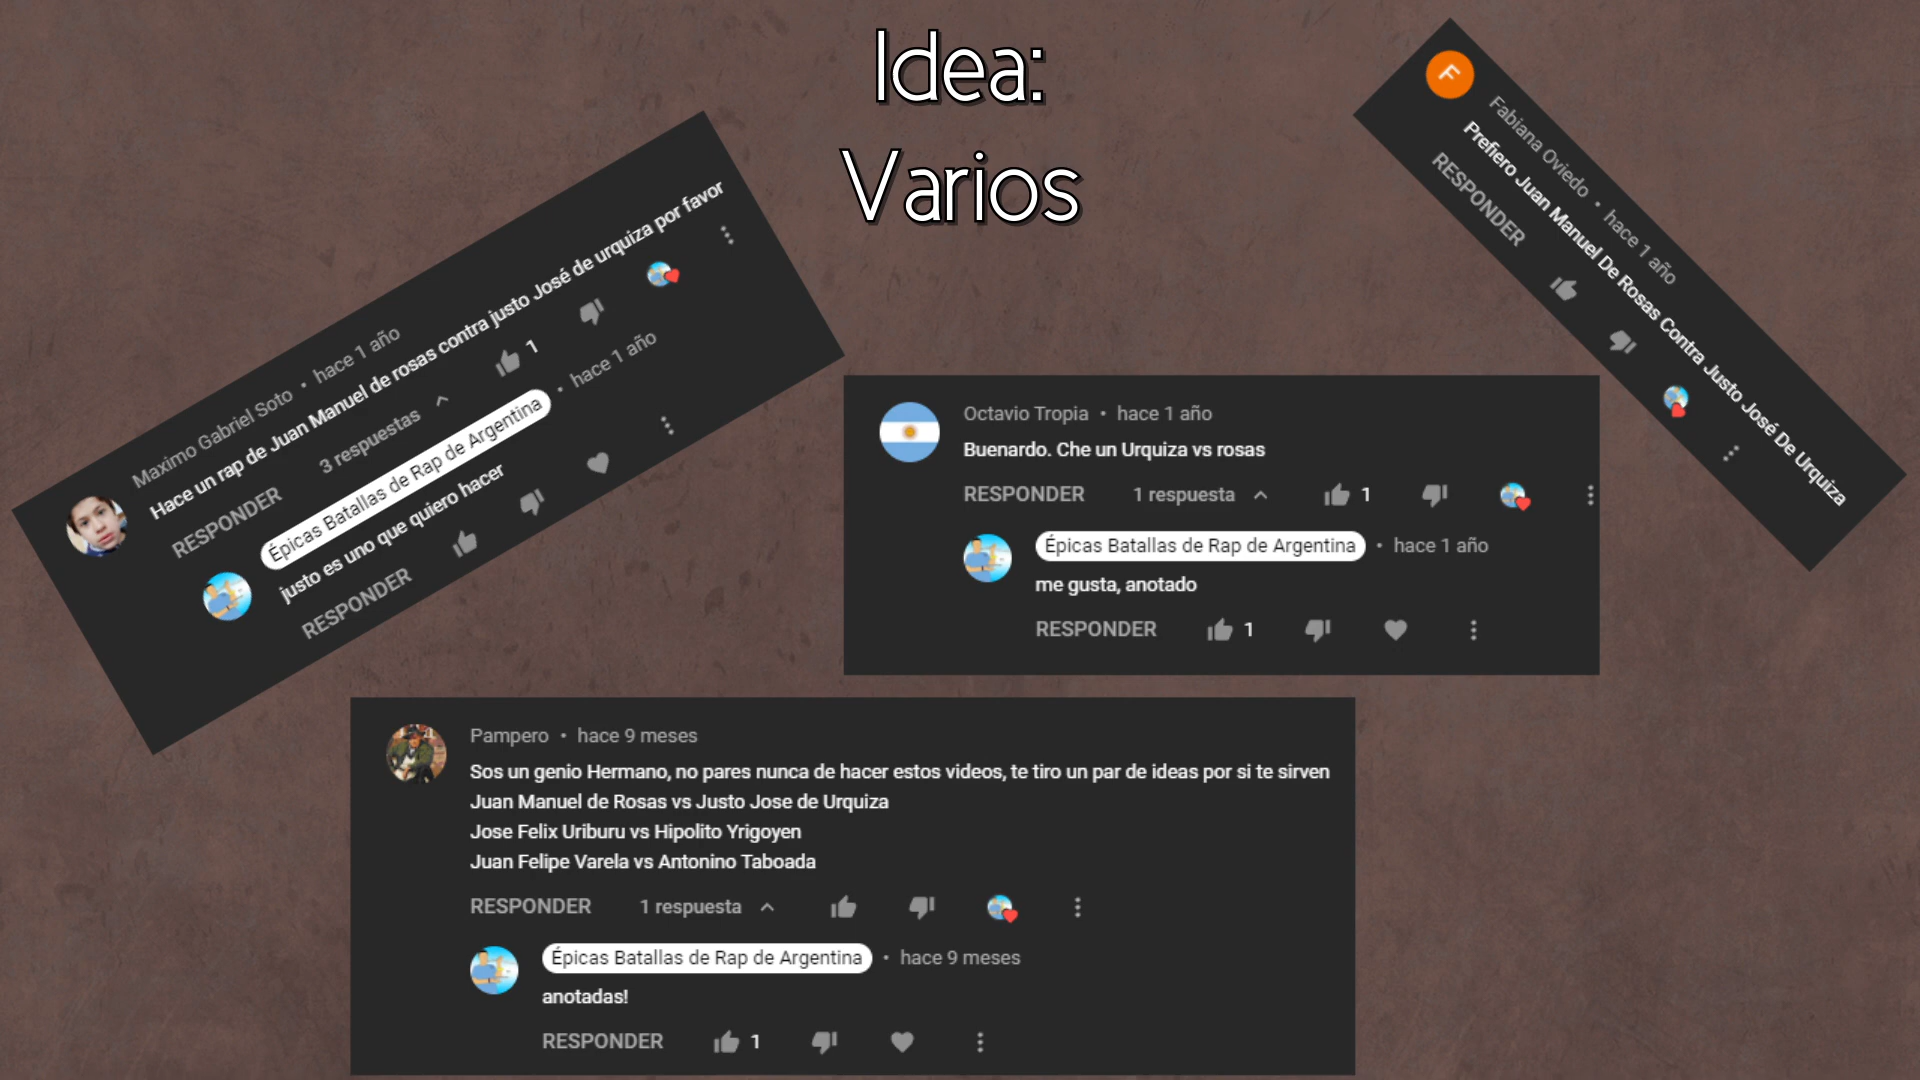 Idea:
Varios
Maximo Gabriel Soto • hace 1 año
Hace un rap de Juan Manuel de rosas contra justo José de urquiza por favor
RESPONDER 3 respuestas 1
Épicas Batallas de Rap de Argentina • hace 1 año
justo es uno que quiero hacer
RESPONDER
F
Fabiana Oviedo • hace 1 año
Prefiero Juan Manuel De Rosas Contra Justo José De Urquiza
RESPONDER
Octavio Tropia • hace 1 año
Buenardo. Che un Urquiza vs rosas
RESPONDER 1 respuesta 1
Épicas Batallas de Rap de Argentina • hace 1 año
me gusta, anotado
RESPONDER 1
Pampero • hace 9 meses
Sos un genio Hermano, no pares nunca de hacer estos videos, te tiro un par de ideas por si te sirven
Juan Manuel de Rosas vs Justo Jose de Urquiza
Jose Felix Uriburu vs Hipolito Yrigoyen
Juan Felipe Varela vs Antonino Taboada
RESPONDER 1 respuesta
Épicas Batallas de Rap de Argentina • hace 9 meses
anotadas!
RESPONDER 1